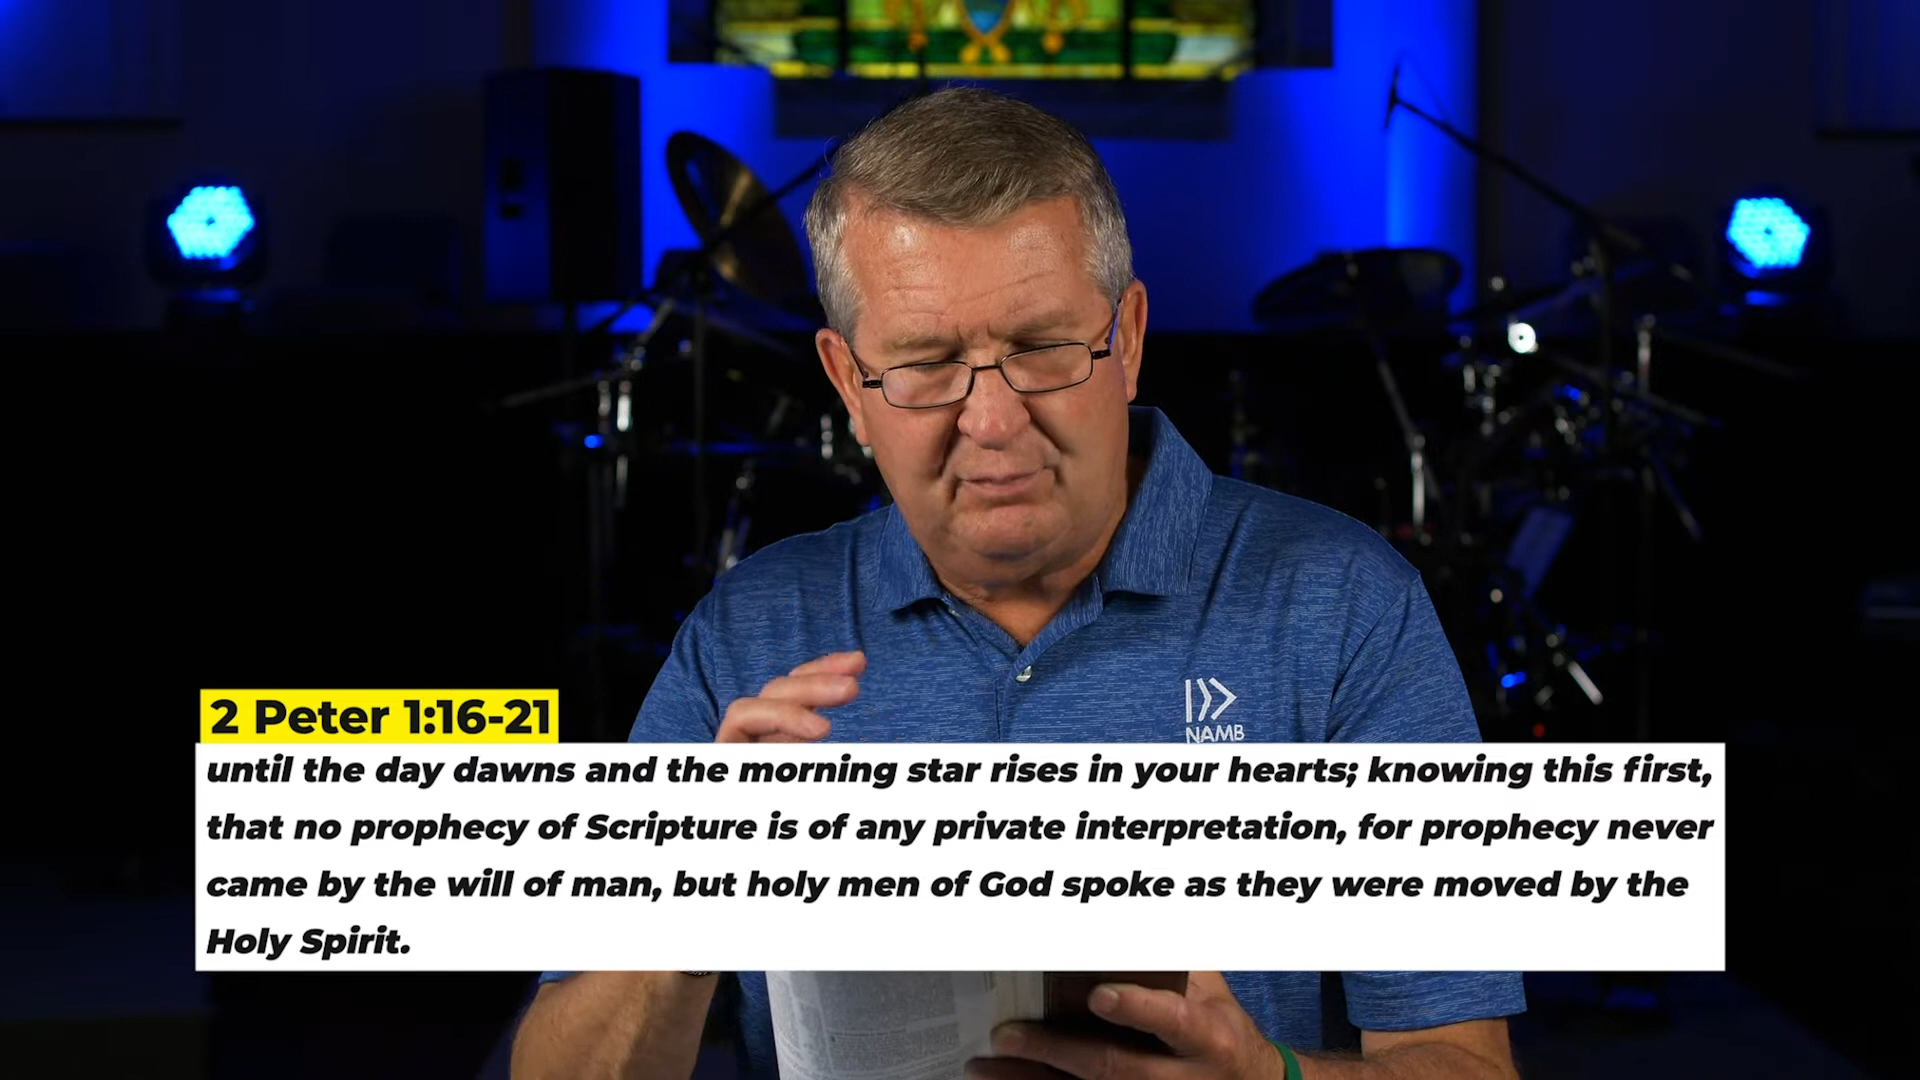 NAMB
2 Peter 1:16-21
until the day dawns and the morning star rises in your hearts; knowing this first,
that no prophecy of Scripture is of any private interpretation, for prophecy never
came by the will of man, but holy men of God spoke as they were moved by the
Holy Spirit.